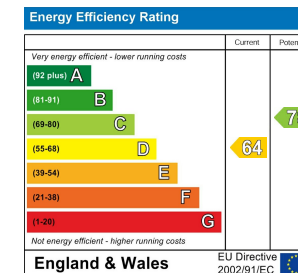 Energy Efficiency Rating
Current
Very energy efficient - lower running costs
(92 plus) A
(81-91) B
(69-80) C
(55-68) D
64
(39-54) E
(21-38) F
(1-20) G
Not energy efficient - higher running costs
England & Wales
EU Directive
2002/91/EC